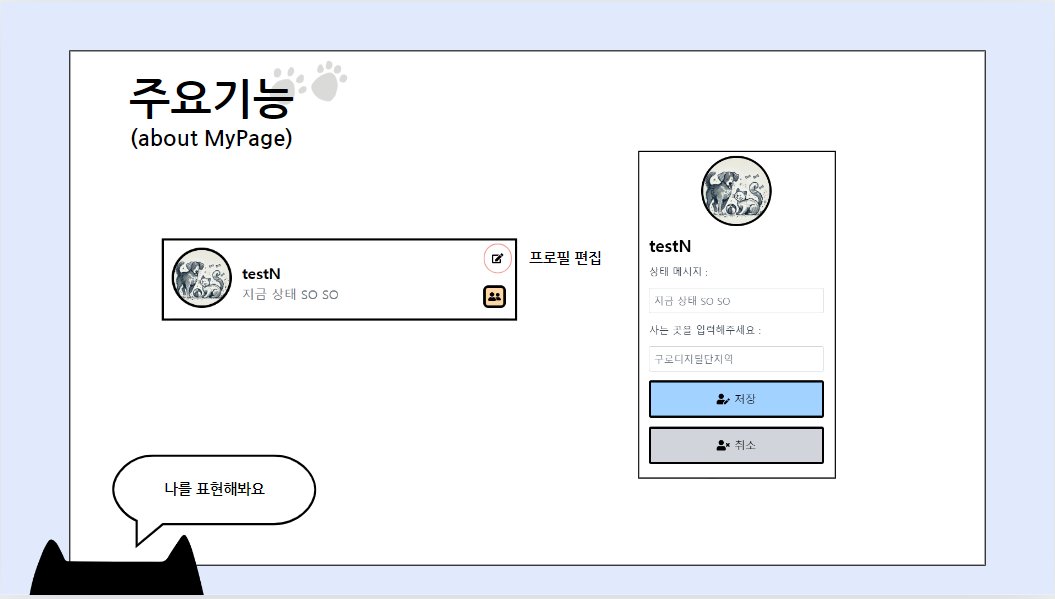 주요기능
(about MyPage)
testN
지금 상태 SO SO
프로필 편집
testN
상태 메시지 :
지금 상태 SO SO
사는 곳을 입력해주세요 :
구로디지털단지역
저장
취소
나를 표현해봐요